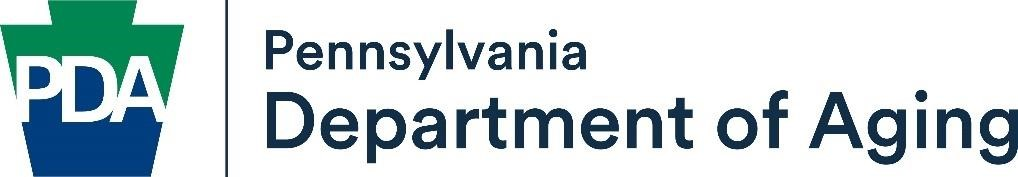 PDA
Pennsylvania
Department of Aging